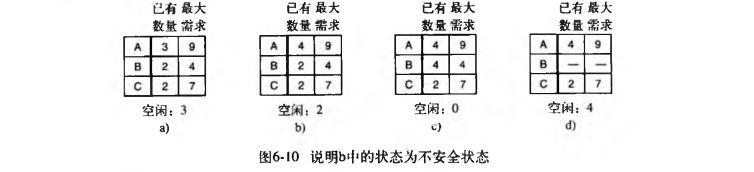 已有 最大 已有 最大 已有 最大 已有 最大
数量 需求 数量 需求 数量 需求 数量 需求
A 3 9 A 4 9 A 4 9 A 4 9
B 2 4 B 2 4 B 4 4 B — —
C 2 7 C 2 7 C 2 7 C 2 7
空闲：3 空闲：2 空闲：0 空闲：4
a) b) c) d)
图6-10 说明b中的状态为不安全状态